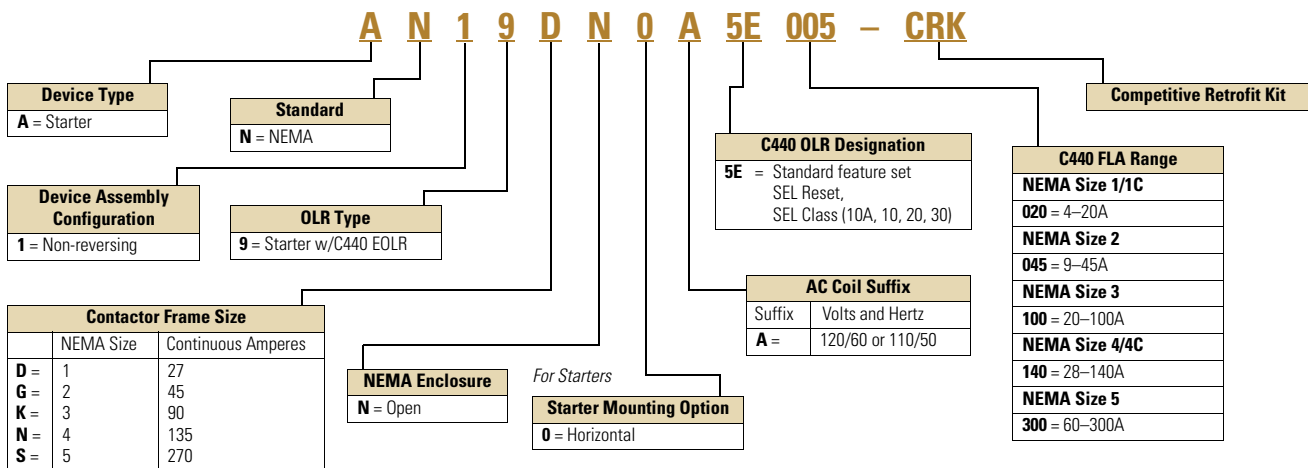 A N 1 9 D N 0 A 5E 005 – CRK
Device Type
A = Starter
Standard
N = NEMA
Competitive Retrofit Kit
C440 OLR Designation
5E = Standard feature set
SEL Reset,
SEL Class (10A, 10, 20, 30)
C440 FLA Range
NEMA Size 1/1C
020 = 4–20A
NEMA Size 2
045 = 9–45A
NEMA Size 3
100 = 20–100A
NEMA Size 4/4C
140 = 28–140A
NEMA Size 5
300 = 60–300A
Device Assembly
Configuration
1 = Non-reversing
OLR Type
9 = Starter w/C440 EOLR
AC Coil Suffix
Suffix Volts and Hertz
A = 120/60 or 110/50
Contactor Frame Size
NEMA Size Continuous Amperes
D = 1 27
G = 2 45
K = 3 90
N = 4 135
S = 5 270
NEMA Enclosure
N = Open
For Starters
Starter Mounting Option
0 = Horizontal